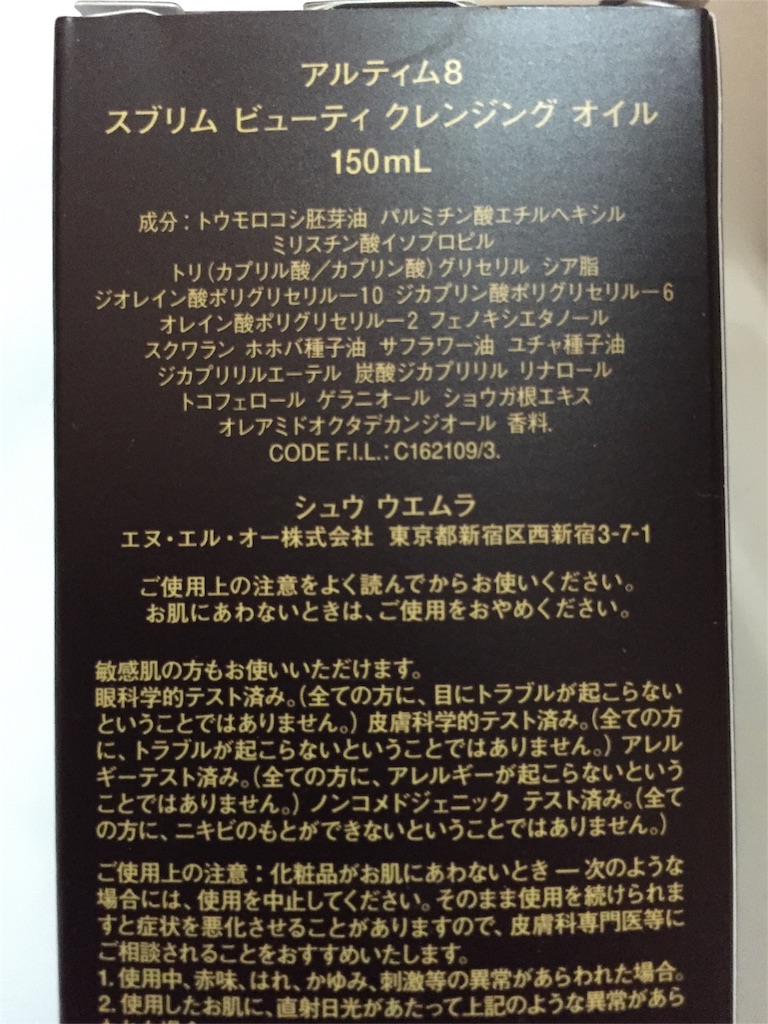 アルティム8
スブリム ビューティ クレンジング オイル
150mL
成分：トウモロコシ胚芽油 パルミチン酸エチルヘキシル
ミリスチン酸イソプロピル
トリ(カプリル酸／カプリン酸)グリセリル シア脂
ジオレイン酸ポリグリセリル－10 ジカプリン酸ポリグリセリル－6
オレイン酸ポリグリセリル－2 フェノキシエタノール
スクワラン ホホバ種子油 サフラワー油 ユチャ種子油
ジカプリリルエーテル 炭酸ジカプリリル リナロール
トコフェロール ゲラニオール ショウガ根エキス
オレアミドオクタデカンジオール 香料.
CODE F.I.L.: C162109/3.
シュウ ウエムラ
エヌ・エル・オー株式会社 東京都新宿区西新宿3-7-1
ご使用上の注意をよく読んでからお使いください。
お肌にあわないときは、ご使用をおやめください。
敏感肌の方もお使いいただけます。
眼科学的テスト済み。(全ての方に、目にトラブルが起こらない
ということではありません。) 皮膚科学的テスト済み。(全ての方
に、トラブルが起こらないということではありません。) アレル
ギーテスト済み。(全ての方に、アレルギーが起こらないという
ことではありません。) ノンコメドジェニック テスト済み。(全て
の方に、ニキビのもとができないということではありません。)
ご使用上の注意：化粧品がお肌にあわないとき ― 次のような
場合には、使用を中止してください。そのまま使用を続けられま
すと症状を悪化させることがありますので、皮膚科専門医等に
ご相談されることをおすすめいたします。
1. 使用中、赤味、はれ、かゆみ、刺激等の異常があらわれた場合。
2. 使用したお肌に、直射日光があたって上記のような異常があら